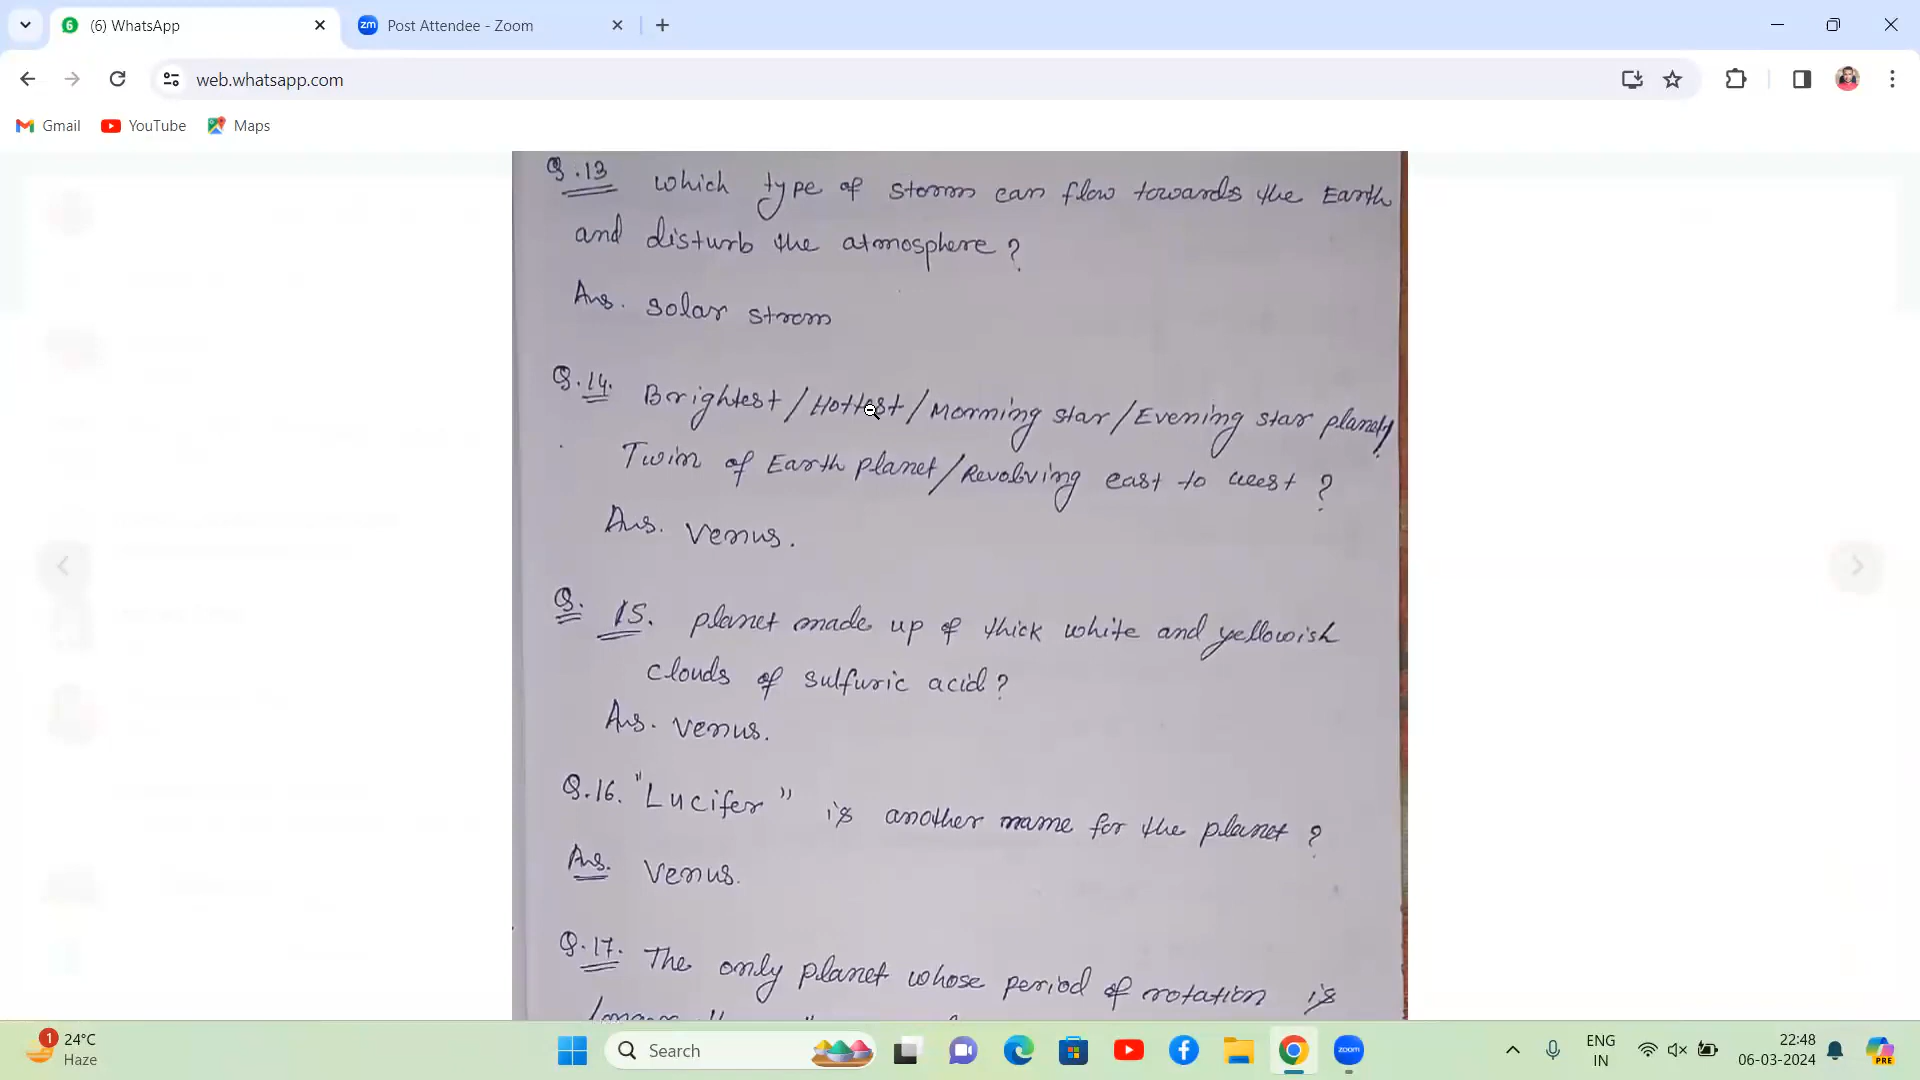 (6) WhatsApp
Post Attendee - Zoom
web.whatsapp.com
Gmail
YouTube
Maps
Q.13 which type of storm can flow towards the Earth
and disturb the atmosphere ?
Ans. solar strom
Q.14. Brightest / Hottest / Morning star / Evening star planet/
Twin of Earth planet / Revolving east to west ?
Ans. Venus.
Q. 15. planet made up of thick white and yellowish
clouds of sulfuric acid ?
Ans. Venus.
Q.16. "Lucifer" is another name for the planet ?
Ans. Venus.
Q.17. The only planet whose period of rotation is
1
24°C
Haze
Search
zoom
ENG
IN
22:48
06-03-2024
PRE